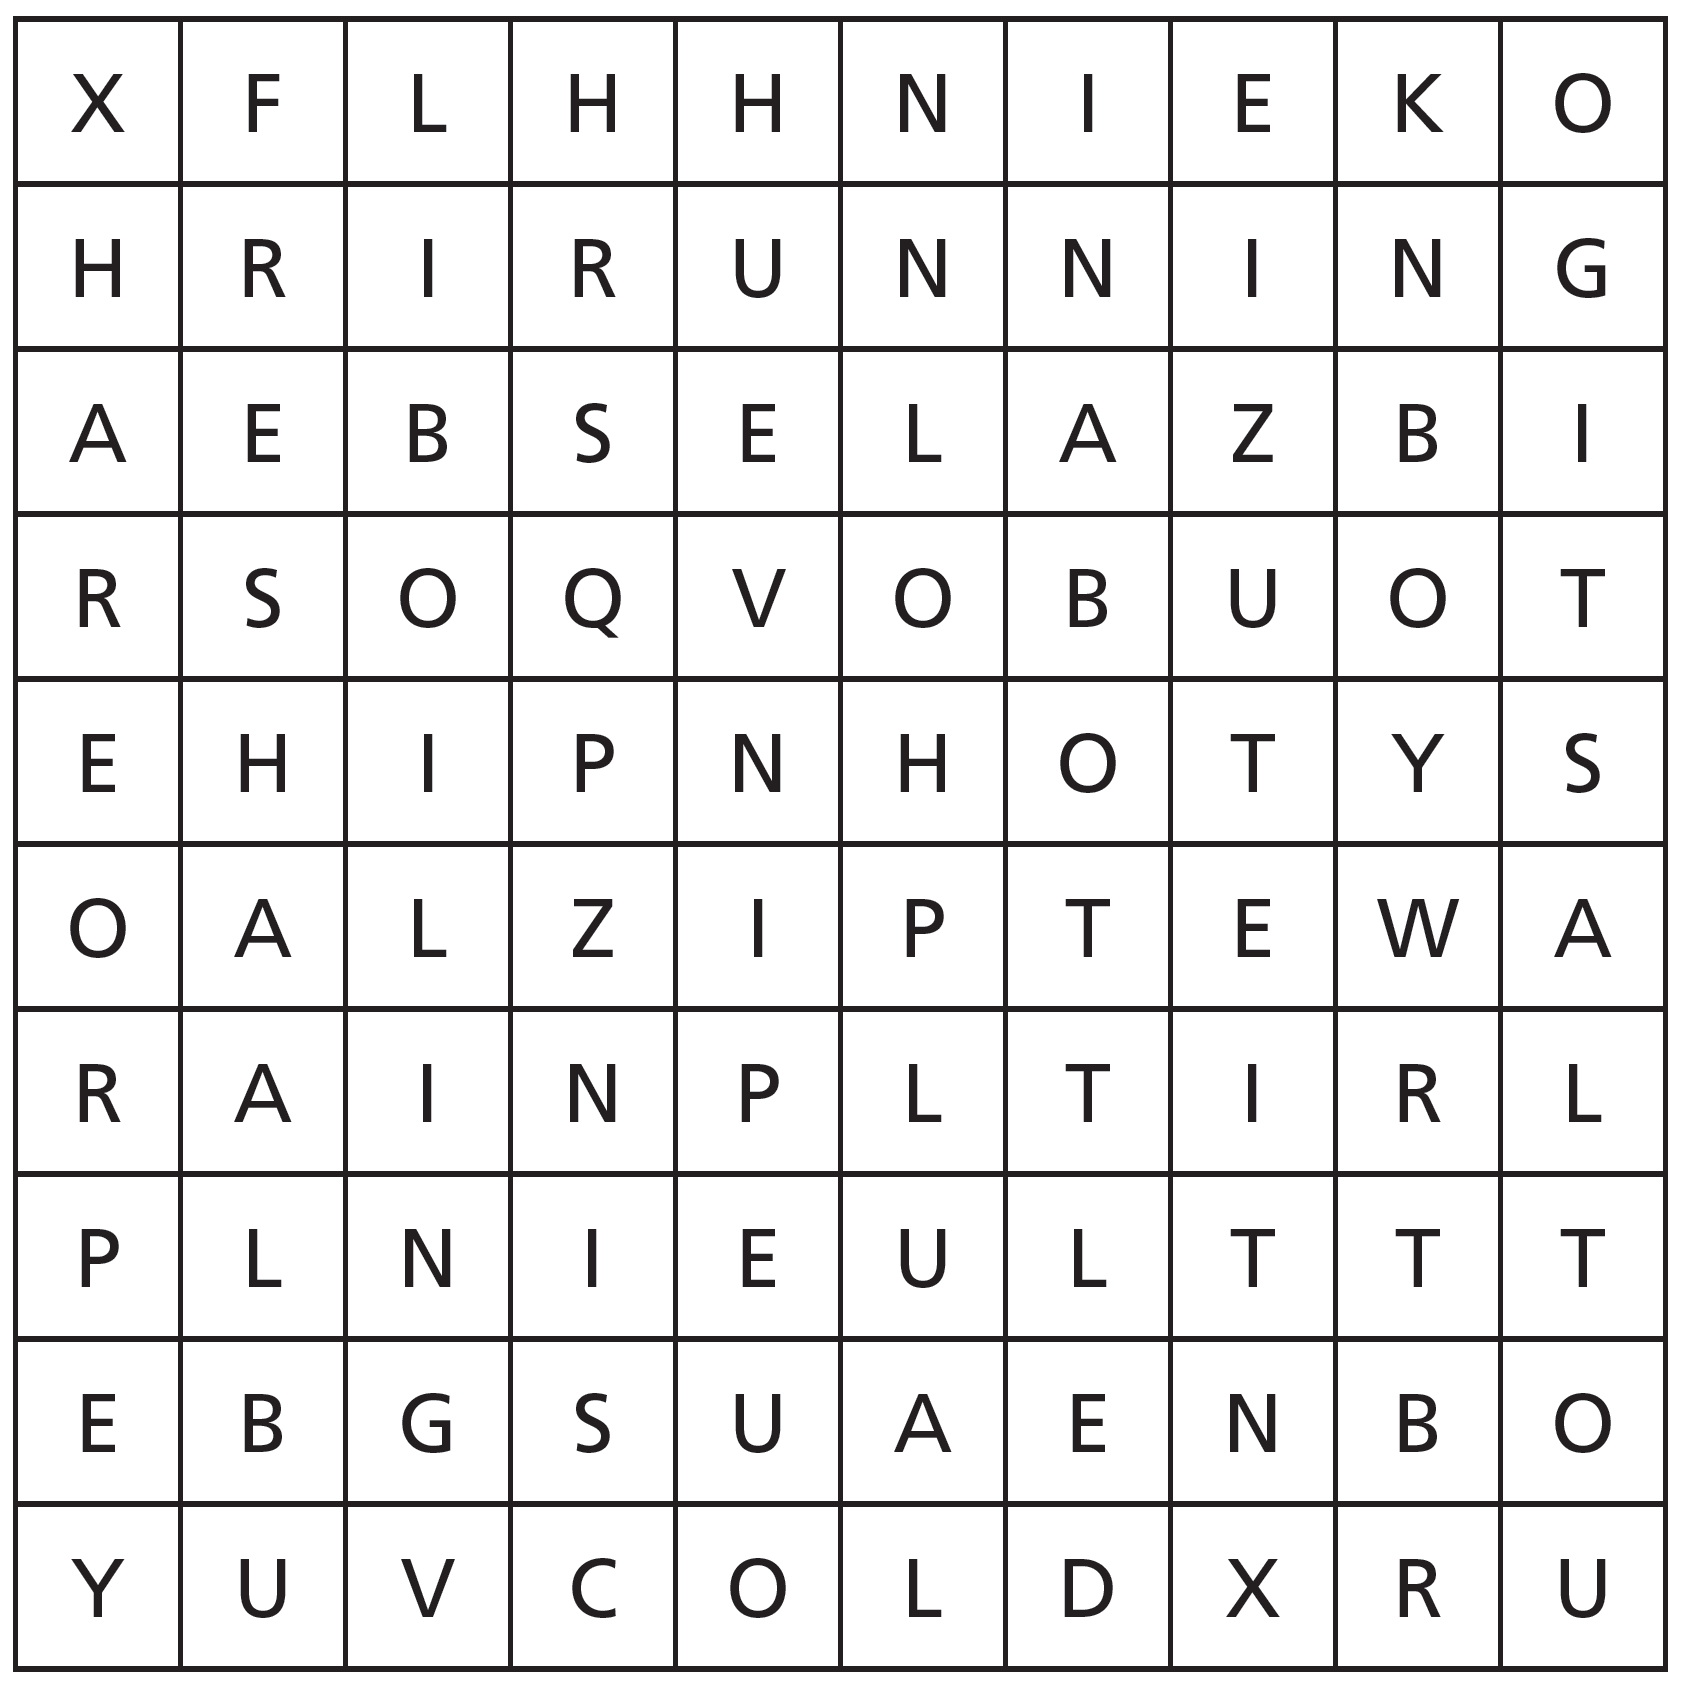 X F L H H N I E K O
H R I R U N N I N G
A E B S E L A Z B I
R S O Q V O B U O T
E H I P N H O T Y S
O A L Z I P T E W A
R A I N P L T I R L
P L N I E U L T T T
E B G S U A E N B O
Y U V C O L D X R U